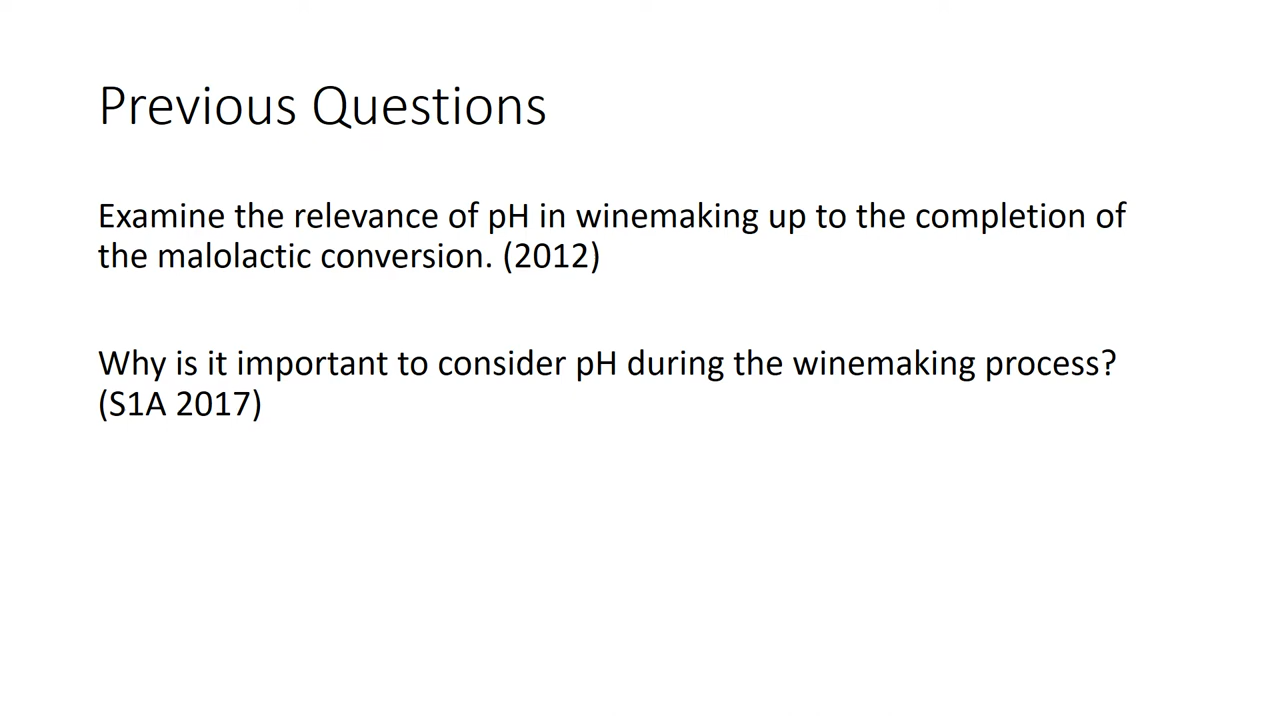 Previous Questions
Examine the relevance of pH in winemaking up to the completion of
the malolactic conversion. (2012)
Why is it important to consider pH during the winemaking process?
(S1A 2017)